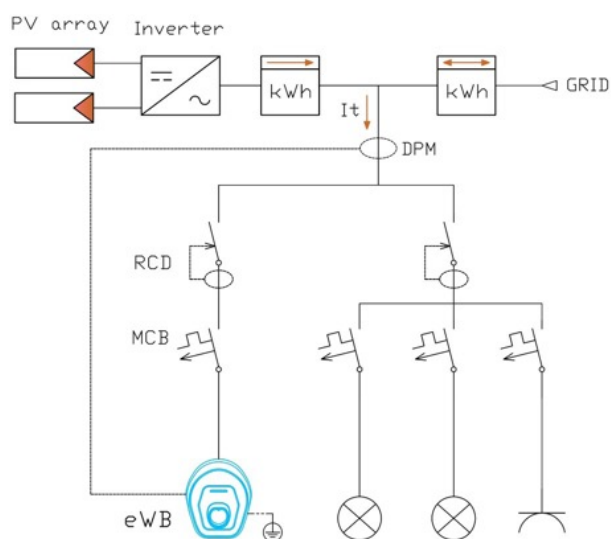 PV array
Inverter
kWh
kWh
GRID
It
DPM
RCD
MCB
eWB